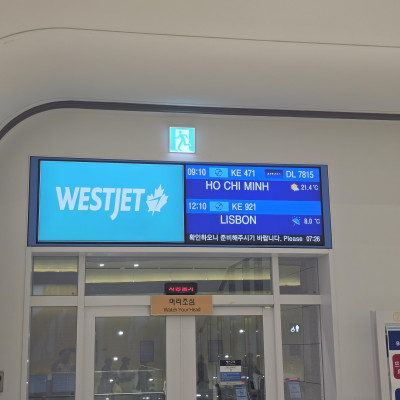 WESTJET
09:10 KE 471 DL 7815
HO CHI MINH 21.4℃
12:10 KE 921
LISBON 8.0℃
확인하오니 준비해주시기 바랍니다. Please 07:26
머리조심
Watch Your Head